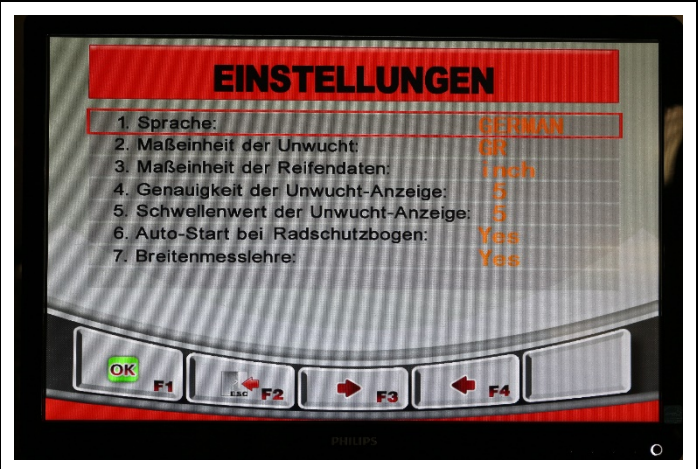 EINSTELLUNGEN
1. Sprache: GERMAN
2. Maßeinheit der Unwucht: GR
3. Maßeinheit der Reifendaten: inch
4. Genauigkeit der Unwucht-Anzeige: 5
5. Schwellenwert der Unwucht-Anzeige: 5
6. Auto-Start bei Radschutzbogen: Yes
7. Breitenmesslehre: Yes
OK F1 ESC F2 F3 F4
PHILIPS